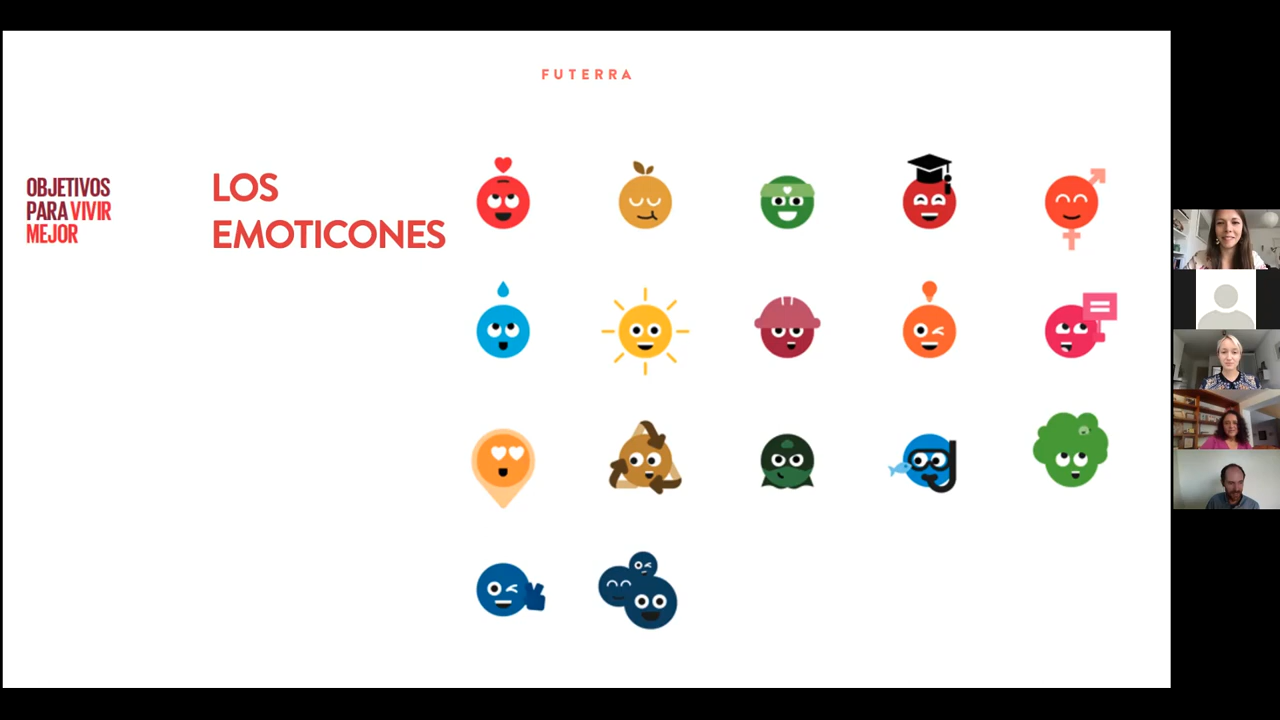 FUTERRA
OBJETIVOS
PARA VIVIR
MEJOR
LOS
EMOTICONES